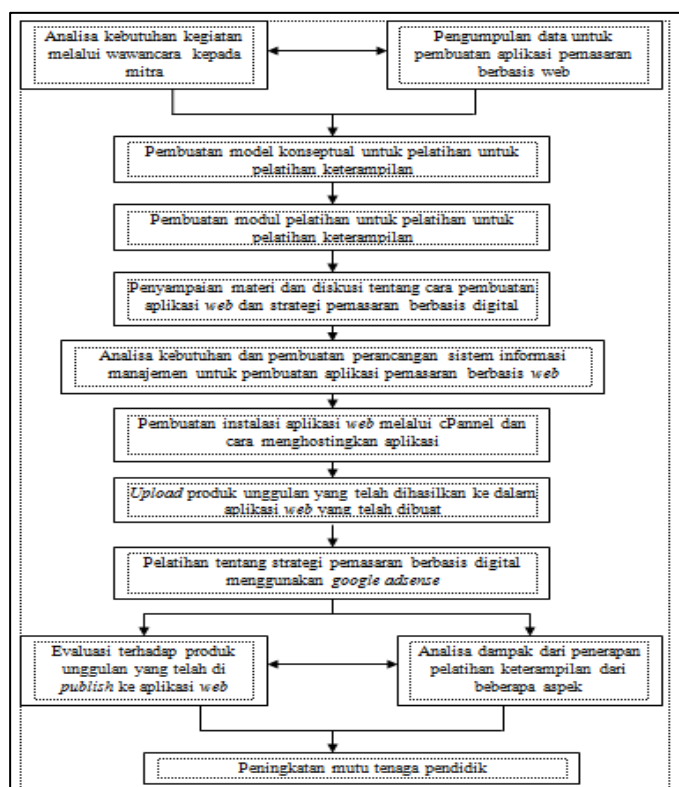 Analisa kebutuhan kegiatan
melalui wawancara kepada
mitra
Pengumpulan data untuk
pembuatan aplikasi pemasaran
berbasis web
Pembuatan model konseptual untuk pelatihan untuk
pelatihan keterampilan
Pembuatan modul pelatihan untuk pelatihan untuk
pelatihan keterampilan
Penyampaian materi dan diskusi tentang cara pembuatan
aplikasi web dan strategi pemasaran berbasis digital
Analisa kebutuhan dan pembuatan perancangan sistem informasi
manajemen untuk pembuatan aplikasi pemasaran berbasis web
Pembuatan instalasi aplikasi web melalui cPannel dan
cara menghostingkan aplikasi
Upload produk unggulan yang telah dihasilkan ke dalam
aplikasi web yang telah dibuat
Pelatihan tentang strategi pemasaran berbasis digital
menggunakan google adsense
Evaluasi terhadap produk
unggulan yang telah di
publish ke aplikasi web
Analisa dampak dari penerapan
pelatihan keterampilan dari
beberapa aspek
Peningkatan mutu tenaga pendidik